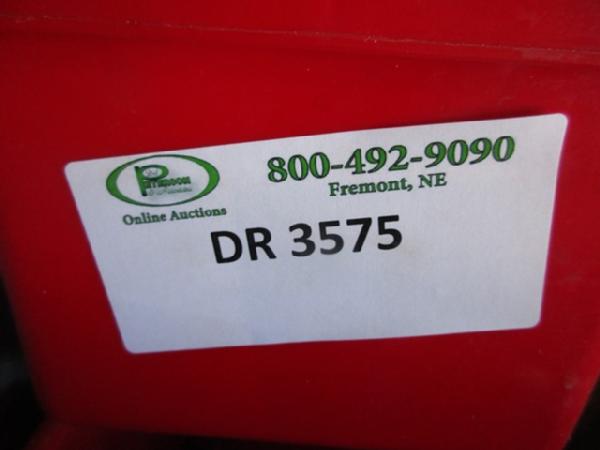 800-492-9090
Fremont, NE
Online Auctions
DR 3575